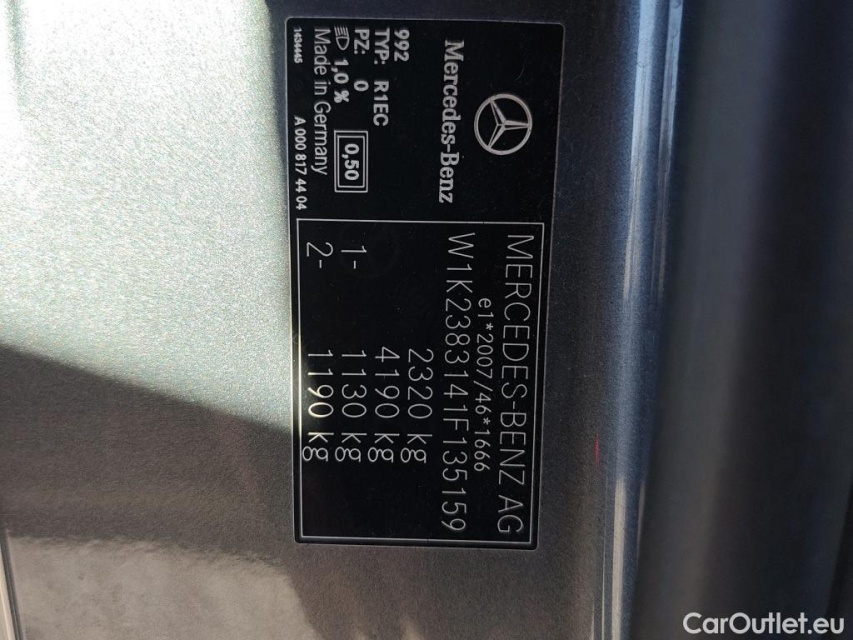 Mercedes-Benz
992
TYP: R1EC
PZ: 0
1,0 %
0,50
Made in Germany
1434445
A 000 817 44 04
MERCEDES-BENZ AG
e1*2007/46*1666
W1K2383141F135159
2320 kg
4190 kg
1- 1130 kg
2- 1190 kg
CarOutlet.eu